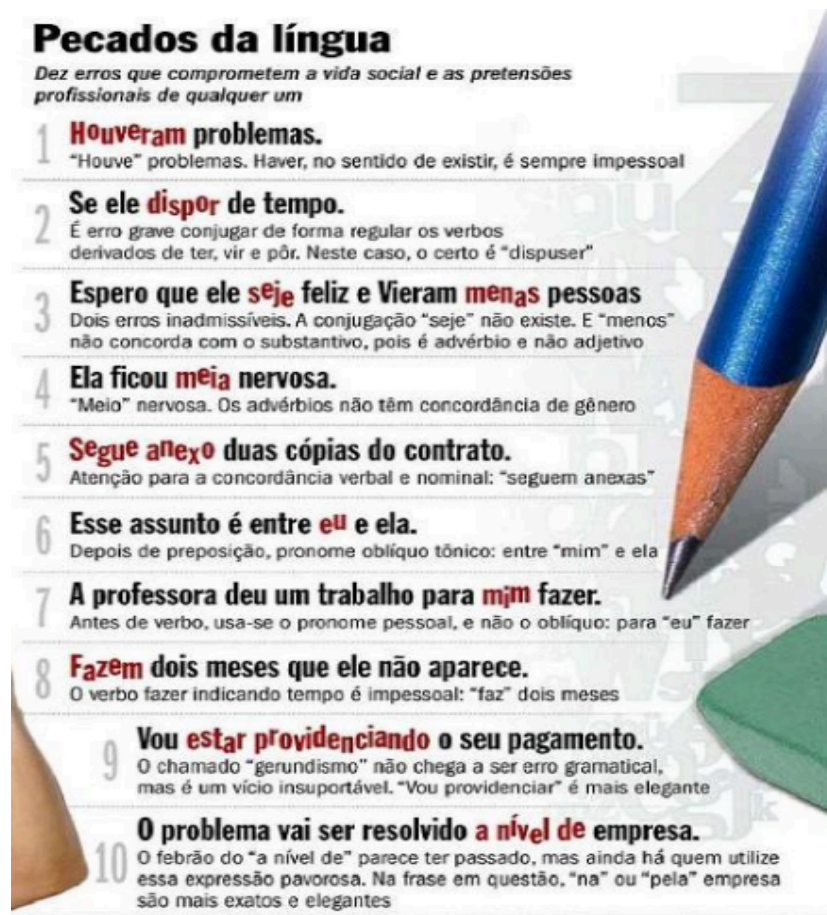 Pecados da língua
Dez erros que comprometem a vida social e as pretensões
profissionais de qualquer um
1 Houveram problemas.
"Houve" problemas. Haver, no sentido de existir, é sempre impessoal
2 Se ele dispor de tempo.
É erro grave conjugar de forma regular os verbos
derivados de ter, vir e pôr. Neste caso, o certo é "dispuser"
3 Espero que ele seje feliz e Vieram menas pessoas
Dois erros inadmissíveis. A conjugação "seje" não existe. E "menos"
não concorda com o substantivo, pois é advérbio e não adjetivo
4 Ela ficou meia nervosa.
"Meio" nervosa. Os advérbios não têm concordância de gênero
5 Segue anexo duas cópias do contrato.
Atenção para a concordância verbal e nominal: "seguem anexas"
6 Esse assunto é entre eu e ela.
Depois de preposição, pronome oblíquo tônico: entre "mim" e ela
7 A professora deu um trabalho para mim fazer.
Antes de verbo, usa-se o pronome pessoal, e não o oblíquo: para "eu" fazer
8 Fazem dois meses que ele não aparece.
O verbo fazer indicando tempo é impessoal: "faz" dois meses
9 Vou estar providenciando o seu pagamento.
O chamado "gerundismo" não chega a ser erro gramatical,
mas é um vício insuportável. "Vou providenciar" é mais elegante
10 O problema vai ser resolvido a nível de empresa.
O febrão do "a nível de" parece ter passado, mas ainda há quem utilize
essa expressão pavorosa. Na frase em questão, "na" ou "pela" empresa
são mais exatos e elegantes